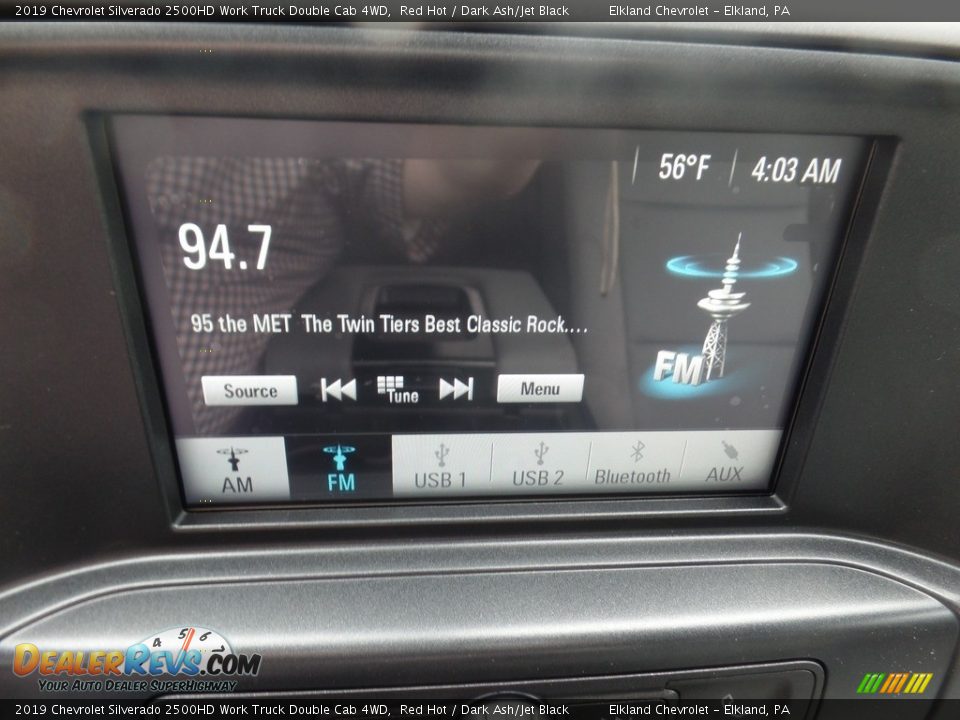 2019 Chevrolet Silverado 2500HD Work Truck Double Cab 4WD, Red Hot / Dark Ash/Jet Black Elkland Chevrolet - Elkland, PA
56°F 4:03 AM
94.7
95 the MET The Twin Tiers Best Classic Rock....
FM
Source Tune Menu
AM FM USB 1 USB 2 Bluetooth AUX
4 5 6
DealerRevs.com
Your Auto Dealer SuperHighway
2019 Chevrolet Silverado 2500HD Work Truck Double Cab 4WD, Red Hot / Dark Ash/Jet Black Elkland Chevrolet - Elkland, PA